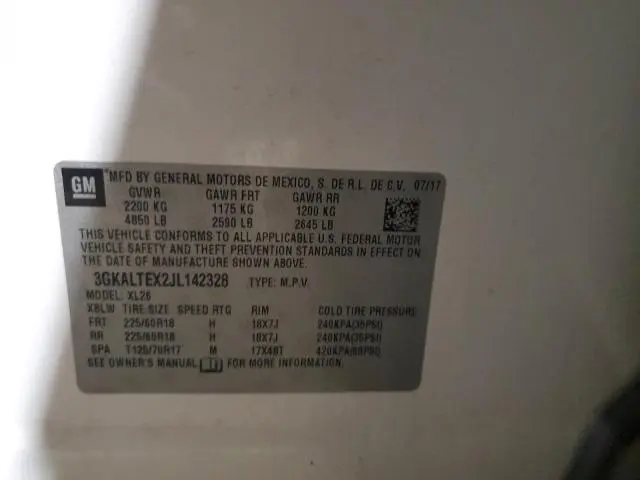 GM
MFD BY GENERAL MOTORS DE MEXICO, S. DE R.L. DE C.V. 07/17
GVWR GAWR FRT GAWR RR
2200 KG 1175 KG 1200 KG
4850 LB 2590 LB 2645 LB
THIS VEHICLE CONFORMS TO ALL APPLICABLE U.S. FEDERAL MOTOR
VEHICLE SAFETY AND THEFT PREVENTION STANDARDS IN EFFECT ON
THE DATE OF MANUFACTURE SHOWN ABOVE.
3GKALTEX2JL142328 TYPE: M.P.V.
MODEL: XL26
XBLW TIRE SIZE SPEED RTG RIM COLD TIRE PRESSURE
FRT 225/60R18 H 18X7J 240KPA(35PSI)
RR 225/60R18 H 18X7J 240KPA(35PSI)
SPA T125/70R17 M 17X4BT 420KPA(60PSI)
SEE OWNER'S MANUAL FOR MORE INFORMATION.